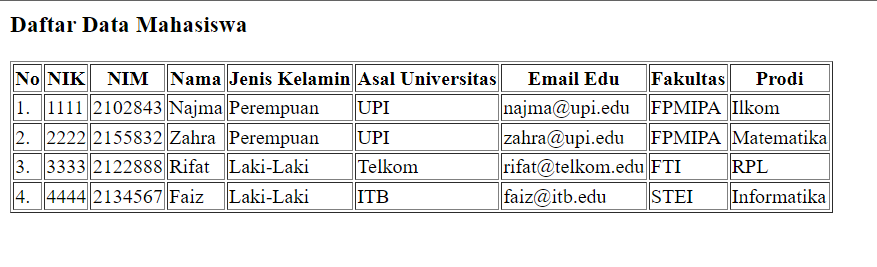 Daftar Data Mahasiswa
No NIK NIM Nama Jenis Kelamin Asal Universitas Email Edu Fakultas Prodi
1. 1111 2102843 Najma Perempuan UPI najma@upi.edu FPMIPA Ilkom
2. 2222 2155832 Zahra Perempuan UPI zahra@upi.edu FPMIPA Matematika
3. 3333 2122888 Rifat Laki-Laki Telkom rifat@telkom.edu FTI RPL
4. 4444 2134567 Faiz Laki-Laki ITB faiz@itb.edu STEI Informatika